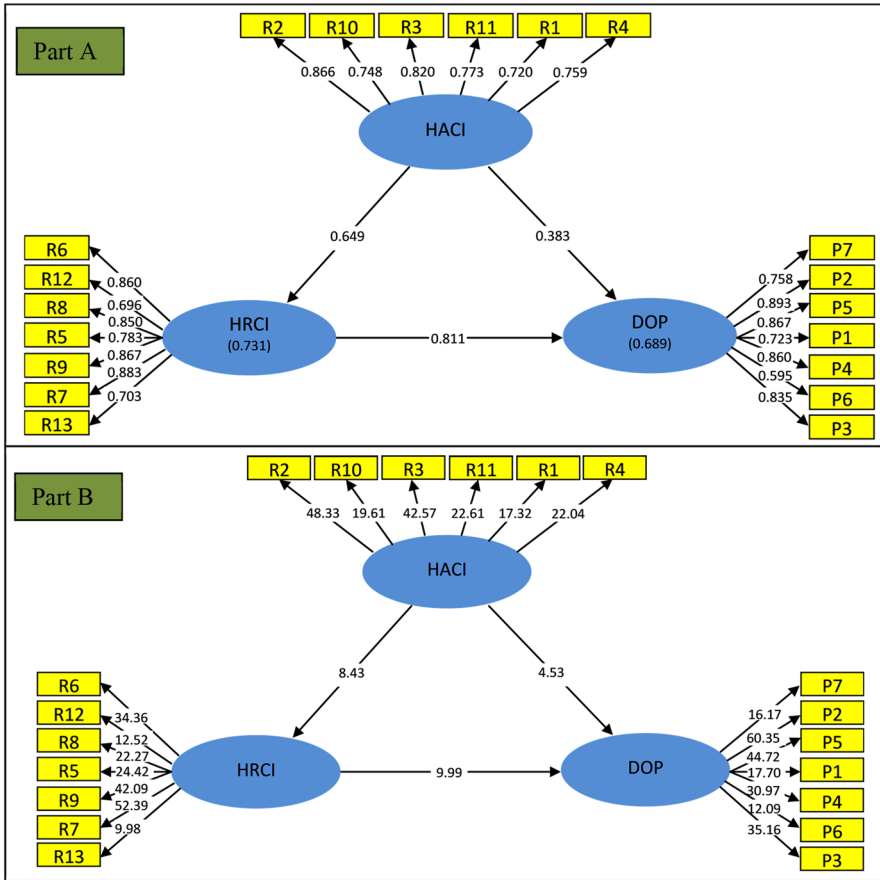 Part A
R2 R10 R3 R11 R1 R4
0.866 0.748 0.820 0.773 0.720 0.759
HACI
0.649 0.383
R6
R12
R8
R5
R9
R7
R13
0.860
0.696
0.850
0.783
0.867
0.883
0.703
HRCI
(0.731)
0.811
DOP
(0.689)
0.758
0.893
0.867
0.723
0.860
0.595
0.835
P7
P2
P5
P1
P4
P6
P3
Part B
R2 R10 R3 R11 R1 R4
48.33 19.61 42.57 22.61 17.32 22.04
HACI
8.43 4.53
R6
R12
R8
R5
R9
R7
R13
34.36
12.52
22.27
24.42
42.09
52.39
9.98
HRCI
9.99
DOP
16.17
60.35
44.72
17.70
30.97
12.09
35.16
P7
P2
P5
P1
P4
P6
P3